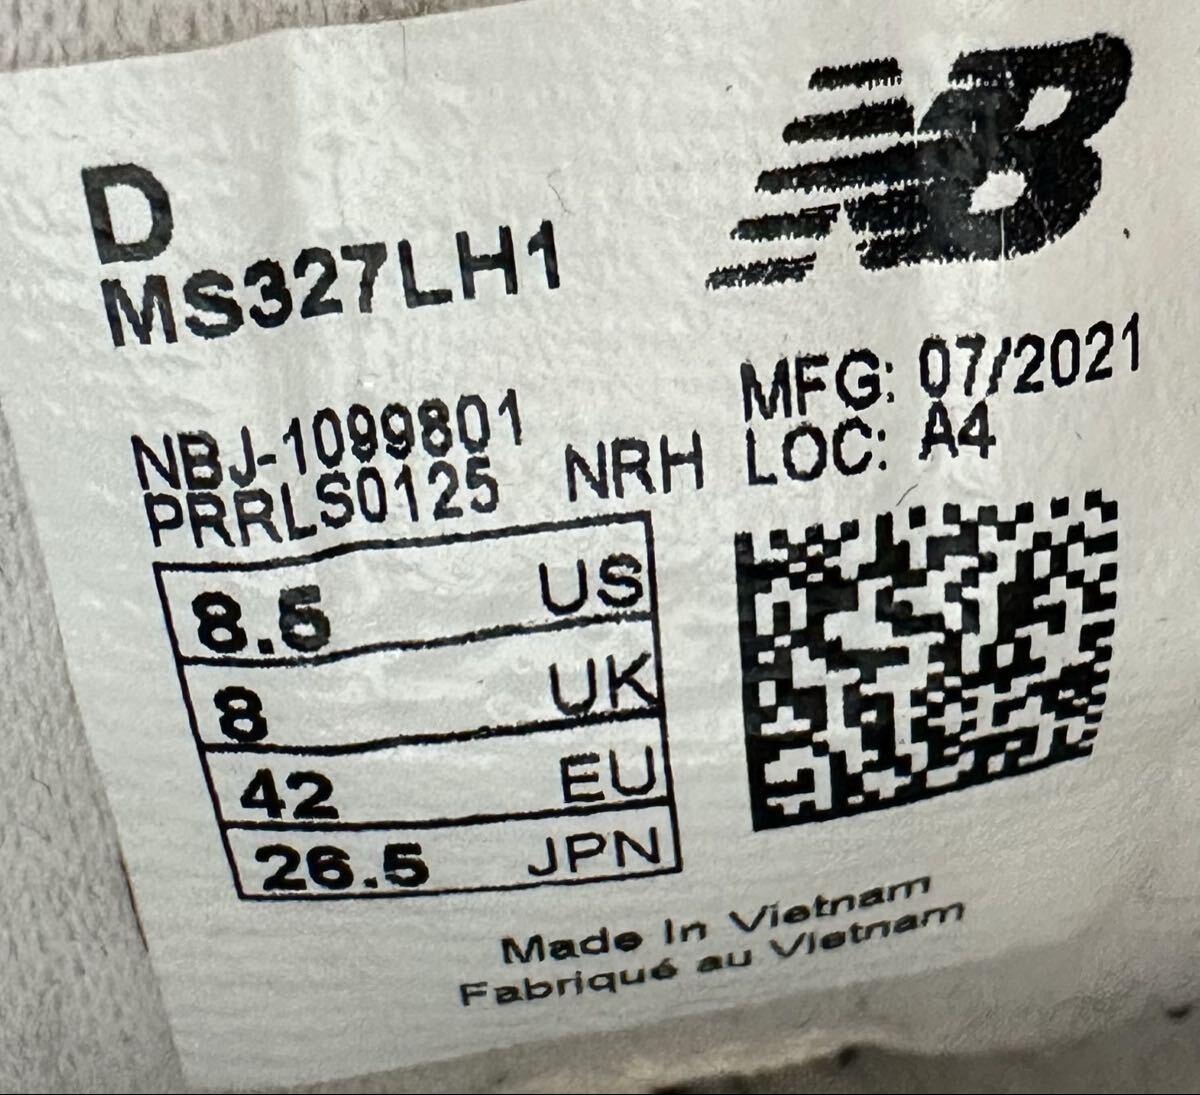 NB
D
MS327LH1
MFG: 07/2021
LOC: A4
NBJ-1099801
PRRLS0125 NRH
8.5 US
8 UK
42 EU
26.5 JPN
Made In Vietnam
Fabriqué au Vietnam